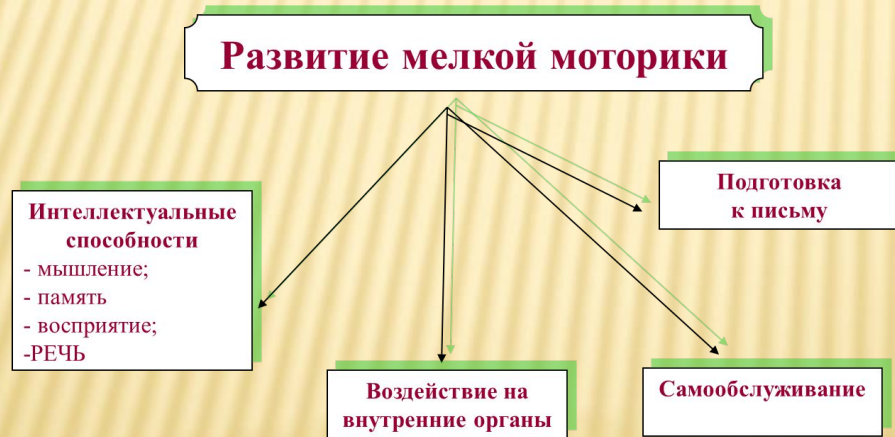 Развитие мелкой моторики
Интеллектуальные
способности
- мышление;
- память
- восприятие;
-РЕЧЬ
Воздействие на
внутренние органы
Самообслуживание
Подготовка
к письму